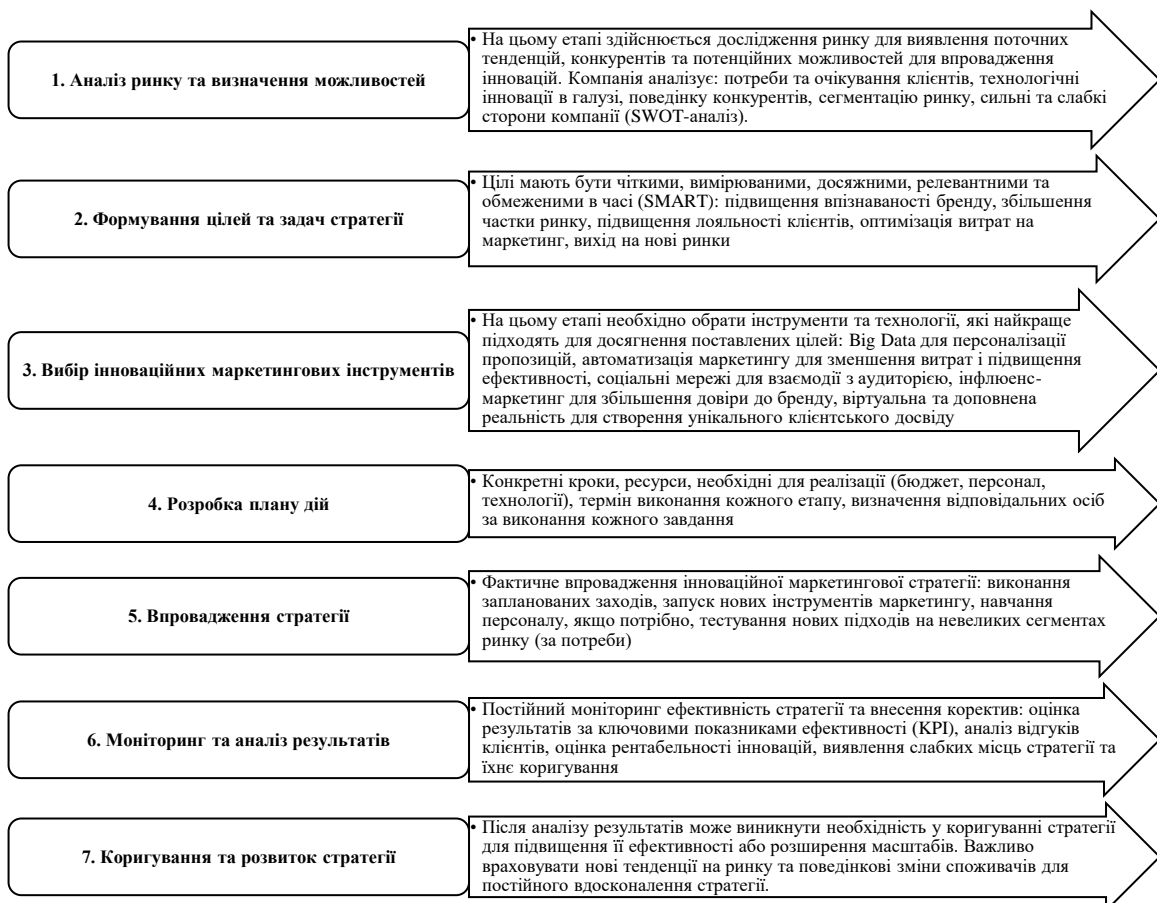 1. Аналіз ринку та визначення можливостей
• На цьому етапі здійснюється дослідження ринку для виявлення поточних
тенденцій, конкурентів та потенційних можливостей для впровадження
інновацій. Компанія аналізує: потреби та очікування клієнтів, технологічні
інновації в галузі, поведінку конкурентів, сегментацію ринку, сильні та слабкі
сторони компанії (SWOT-аналіз).
2. Формування цілей та задач стратегії
• Цілі мають бути чіткими, вимірюваними, досяжними, релевантними та
обмеженими в часі (SMART): підвищення впізнаваності бренду, збільшення
частки ринку, підвищення лояльності клієнтів, оптимізація витрат на
маркетинг, вихід на нові ринки
3. Вибір інноваційних маркетингових інструментів
• На цьому етапі необхідно обрати інструменти та технології, які найкраще
підходять для досягнення поставлених цілей: Big Data для персоналізації
пропозицій, автоматизація маркетингу для зменшення витрат і підвищення
ефективності, соціальні мережі для взаємодії з аудиторією, інфлюенс-
маркетинг для збільшення довіри до бренду, віртуальна та доповнена
реальність для створення унікального клієнтського досвіду
4. Розробка плану дій
• Конкретні кроки, ресурси, необхідні для реалізації (бюджет, персонал,
технології), термін виконання кожного етапу, визначення відповідальних осіб
за виконання кожного завдання
5. Впровадження стратегії
• Фактичне впровадження інноваційної маркетингової стратегії: виконання
запланованих заходів, запуск нових інструментів маркетингу, навчання
персоналу, якщо потрібно, тестування нових підходів на невеликих сегментах
ринку (за потреби)
6. Моніторинг та аналіз результатів
• Постійний моніторинг ефективність стратегії та внесення коректив: оцінка
результатів за ключовими показниками ефективності (KPI), аналіз відгуків
клієнтів, оцінка рентабельності інновацій, виявлення слабких місць стратегії та
їхнє коригування
7. Коригування та розвиток стратегії
• Після аналізу результатів може виникнути необхідність у коригуванні стратегії
для підвищення її ефективності або розширення масштабів. Важливо
враховувати нові тенденції на ринку та поведінкові зміни споживачів для
постійного вдосконалення стратегії.